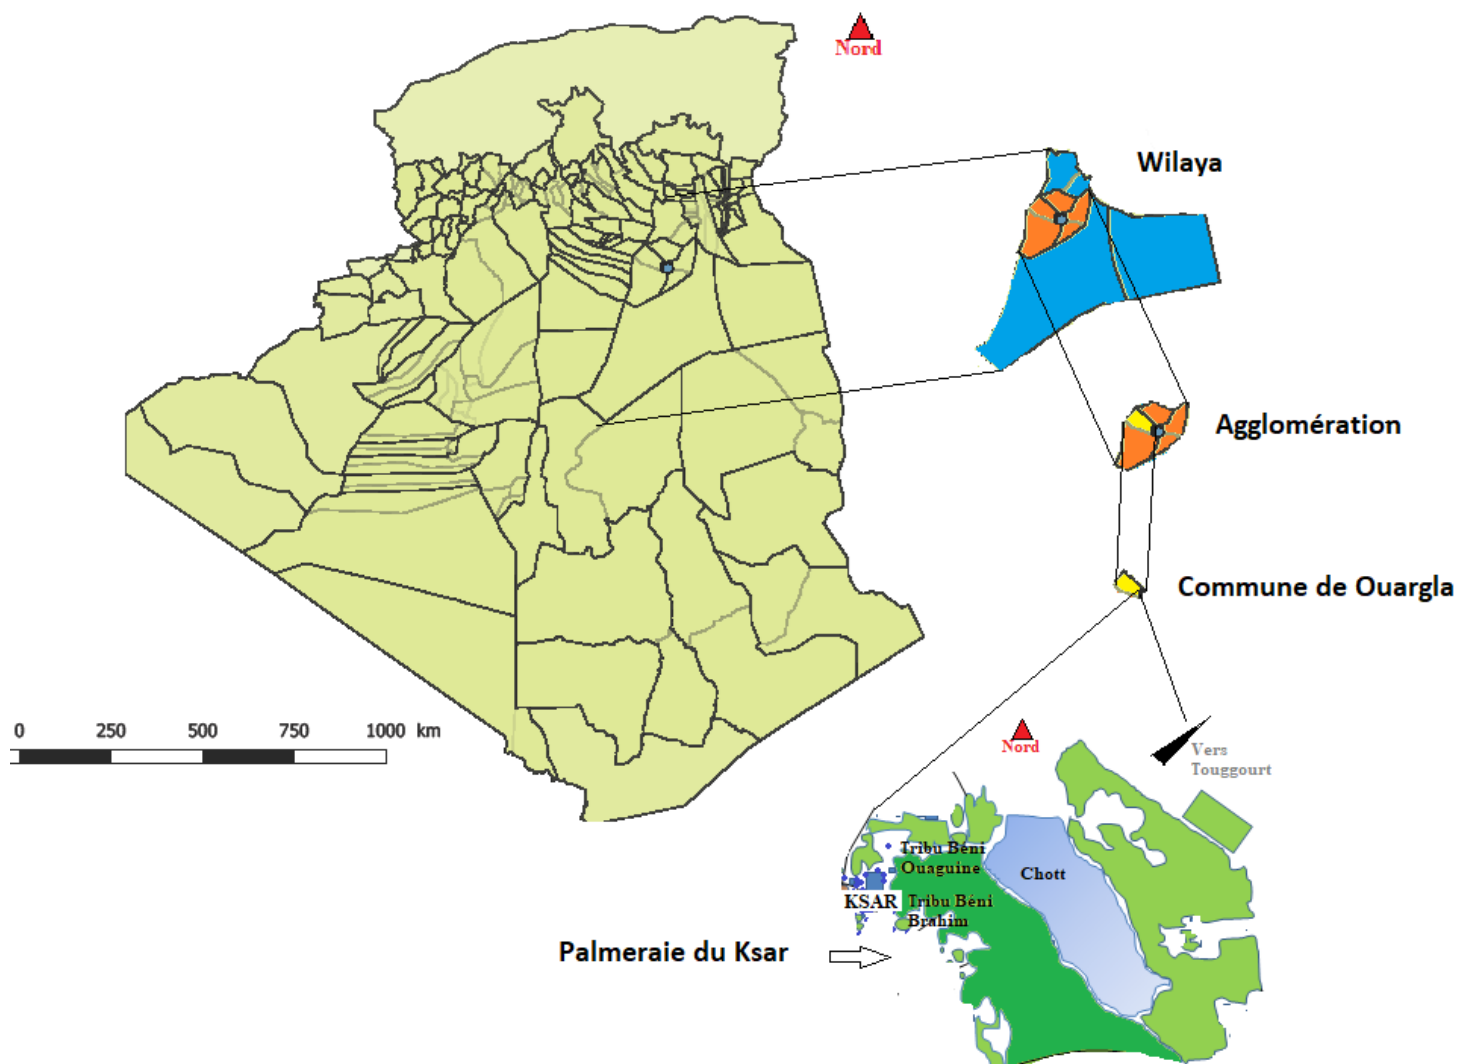 Nord
Wilaya
Agglomération
Commune de Ouargla
0 250 500 750 1000 km
Nord
Vers
Touggourt
Tribu Béni
Ouaguine
Chott
KSAR
Tribu Béni
Brahim
Palmeraie du Ksar